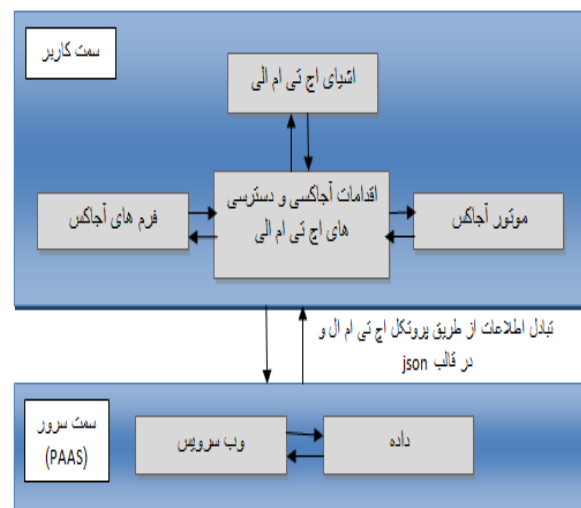 سمت کاربر
اشیای اچ تی ام الی
اقدامات آجاکسی و دسترسی
های اچ تی ام الی
فرم های آجاکس
موتور آجاکس
تبادل اطلاعات از طریق پروتکل اچ تی ام ال و
در قالب json
سمت سرور
(PAAS)
وب سرویس
داده